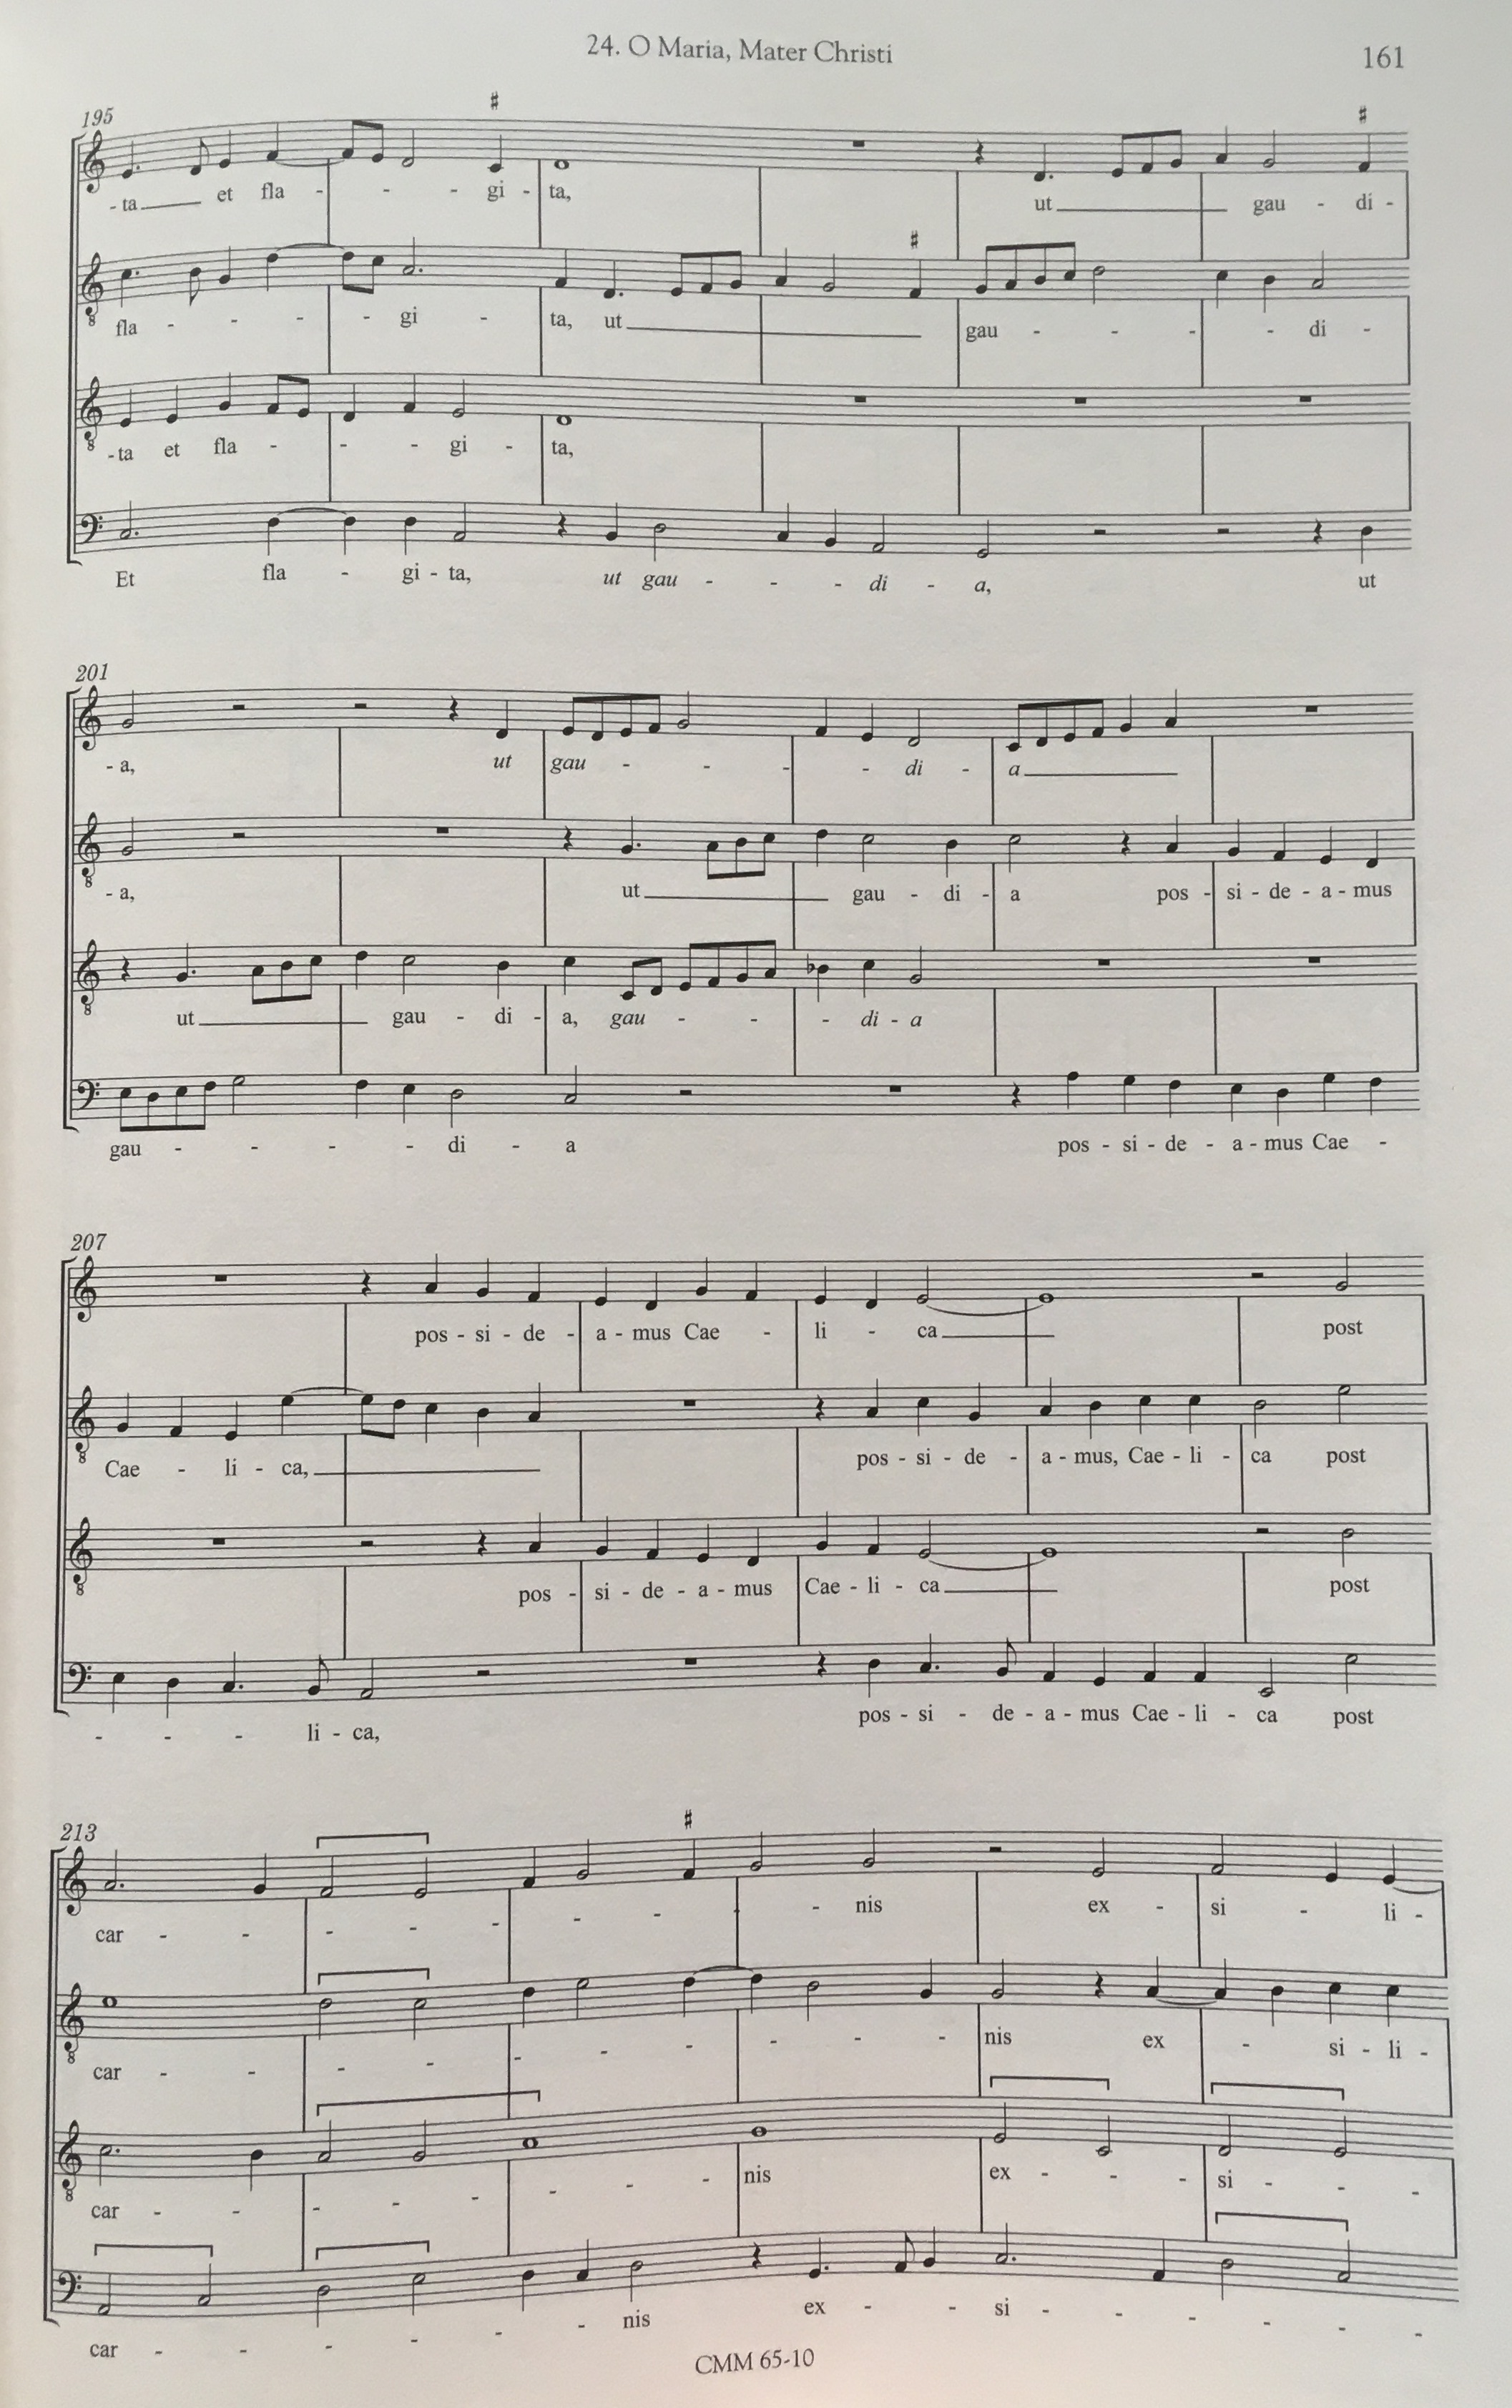 24. O Maria, Mater Christi
161
195
- ta et fla - - - gi - ta, ut gau - di -
fla - - - - gi - ta, ut gau - - - - di -
-ta et fla - - - gi - ta,
Et fla - gi - ta, ut gau - - - di - a, ut
201
- a, ut gau - - - - di - a
- a, ut gau - di - a pos - si - de - a - mus
ut gau - di - a, gau - - - di - a
gau - - - - di - a pos - si - de - a - mus Cae -
207
pos - si - de - a - mus Cae - li - ca post
Cae - li - ca, pos - si - de - a - mus, Cae - li - ca post
pos - si - de - a - mus Cae - li - ca post
- - - li - ca, pos - si - de - a - mus Cae - li - ca post
213
car - - - - - - - - - nis ex - si - li -
car - - - - - - - - - - nis ex - si - li -
car - - - - - - - - nis ex - - - si - - -
car - - - - - - nis ex - - si - - - - - -
CMM 65-10